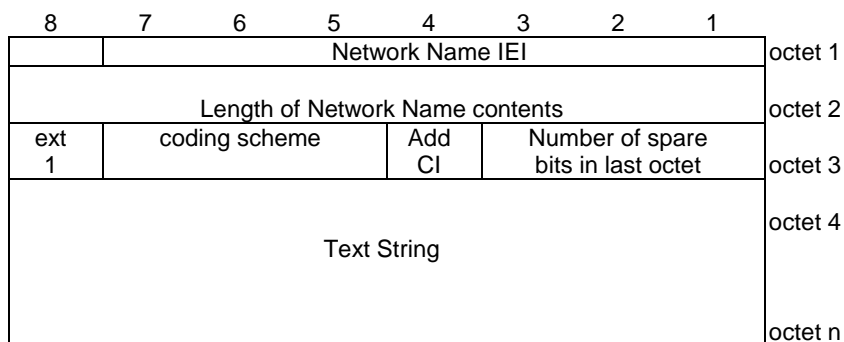 8 7 6 5 4 3 2 1
Network Name IEI octet 1
Length of Network Name contents octet 2
ext coding scheme Add Number of spare
1 CI bits in last octet octet 3
octet 4
Text String
octet n